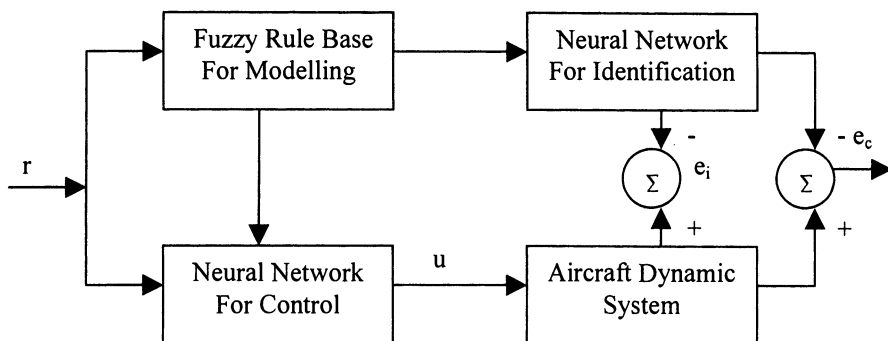 Fuzzy Rule Base
For Modelling
Neural Network
For Identification
r
-
e_i
Σ
+
- e_c
Σ
+
Neural Network
For Control
u
Aircraft Dynamic
System